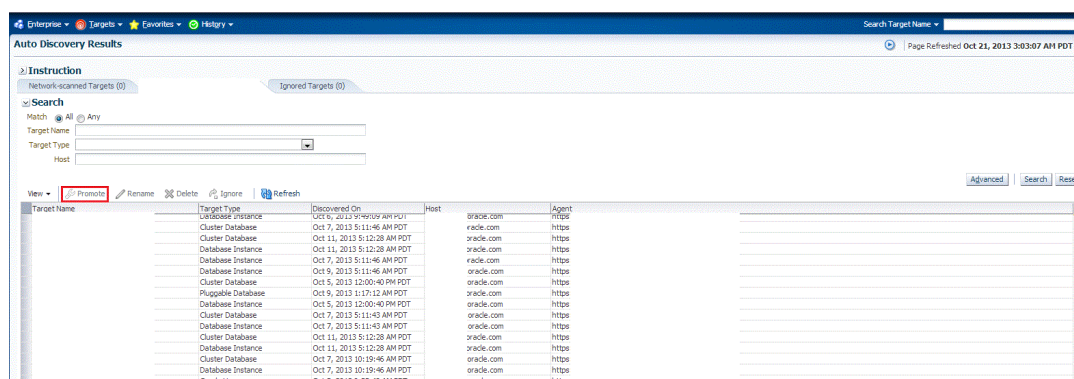 Enterprise Targets Favorites History Search Target Name
Auto Discovery Results Page Refreshed Oct 21, 2013 3:03:07 AM PDT
Instruction
Network-scanned Targets (0) Ignored Targets (0)
Search
Match All Any
Target Name
Target Type
Host
Advanced Search Rese
View Promote Rename Delete Ignore Refresh
Target Name Target Type Discovered On Host Agent
Database Instance Oct 6, 2013 9:49:09 AM PDT oracle.com https
Cluster Database Oct 7, 2013 5:11:46 AM PDT racle.com https
Cluster Database Oct 11, 2013 5:12:28 AM PDT oracle.com https
Database Instance Oct 11, 2013 5:12:28 AM PDT oracle.com https
Database Instance Oct 7, 2013 5:11:46 AM PDT racle.com https
Database Instance Oct 9, 2013 5:11:46 AM PDT oracle.com https
Cluster Database Oct 5, 2013 12:00:40 PM PDT oracle.com https
Pluggable Database Oct 9, 2013 1:17:12 AM PDT oracle.com https
Database Instance Oct 5, 2013 12:00:40 PM PDT oracle.com https
Cluster Database Oct 7, 2013 5:11:43 AM PDT oracle.com https
Database Instance Oct 7, 2013 5:11:43 AM PDT oracle.com https
Cluster Database Oct 11, 2013 5:12:28 AM PDT oracle.com https
Database Instance Oct 11, 2013 5:12:28 AM PDT oracle.com https
Cluster Database Oct 7, 2013 10:19:46 AM PDT oracle.com https
Database Instance Oct 7, 2013 10:19:46 AM PDT oracle.com https